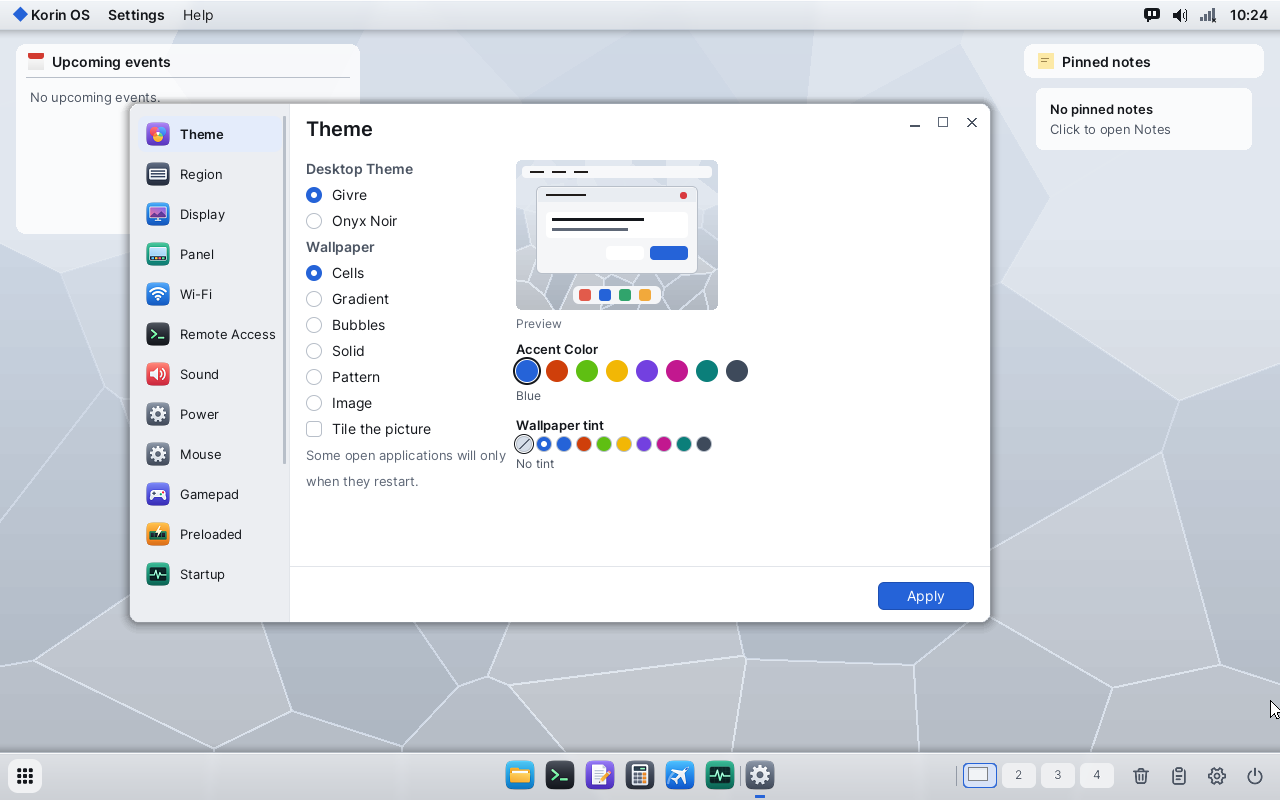 Korin OS Settings Help 10:24
Upcoming events
No upcoming events.
Pinned notes
No pinned notes
Click to open Notes
Theme
Region
Display
Panel
Wi-Fi
Remote Access
Sound
Power
Mouse
Gamepad
Preloaded
Startup
Theme
Desktop Theme
Givre
Onyx Noir
Wallpaper
Cells
Gradient
Bubbles
Solid
Pattern
Image
Tile the picture
Some open applications will only
when they restart.
Preview
Accent Color
Blue
Wallpaper tint
No tint
Apply
2 3 4